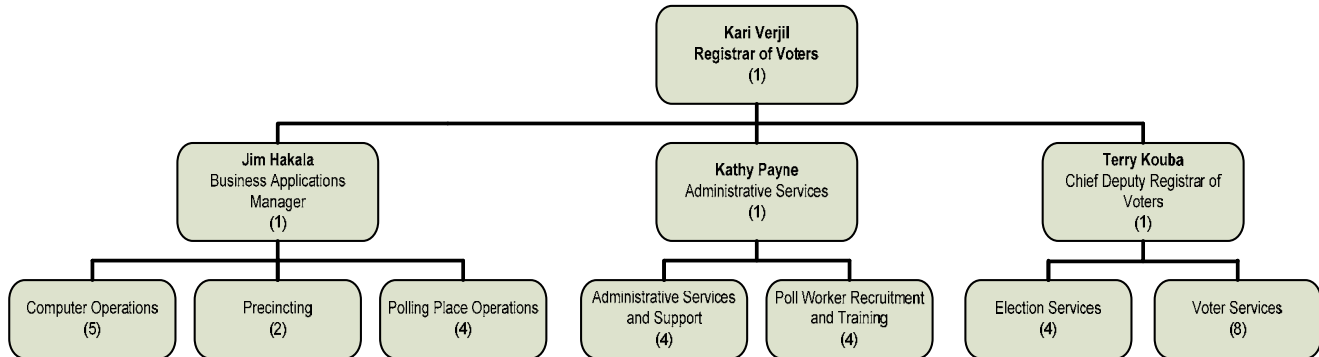 Kari Verjil
Registrar of Voters
(1)
Jim Hakala
Business Applications
Manager
(1)
Kathy Payne
Administrative Services
(1)
Terry Kouba
Chief Deputy Registrar of
Voters
(1)
Computer Operations
(5)
Precincting
(2)
Polling Place Operations
(4)
Administrative Services
and Support
(4)
Poll Worker Recruitment
and Training
(4)
Election Services
(4)
Voter Services
(8)